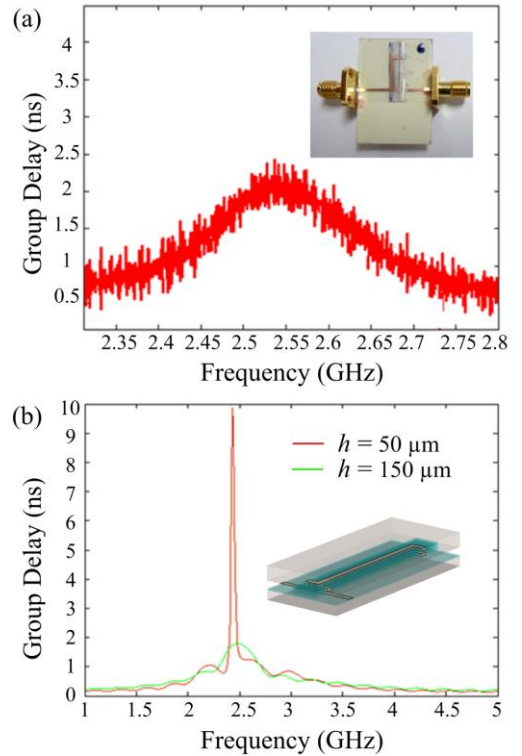 (a)
Group Delay (ns)
4
3.5
3
2.5
2
1.5
1
0.5
2.35 2.4 2.45 2.5 2.55 2.6 2.65 2.7 2.75 2.8
Frequency (GHz)
(b)
Group Delay (ns)
10
9
8
7
6
5
4
3
2
1
0
h = 50 µm
h = 150 µm
1 1.5 2 2.5 3 3.5 4 4.5 5
Frequency (GHz)